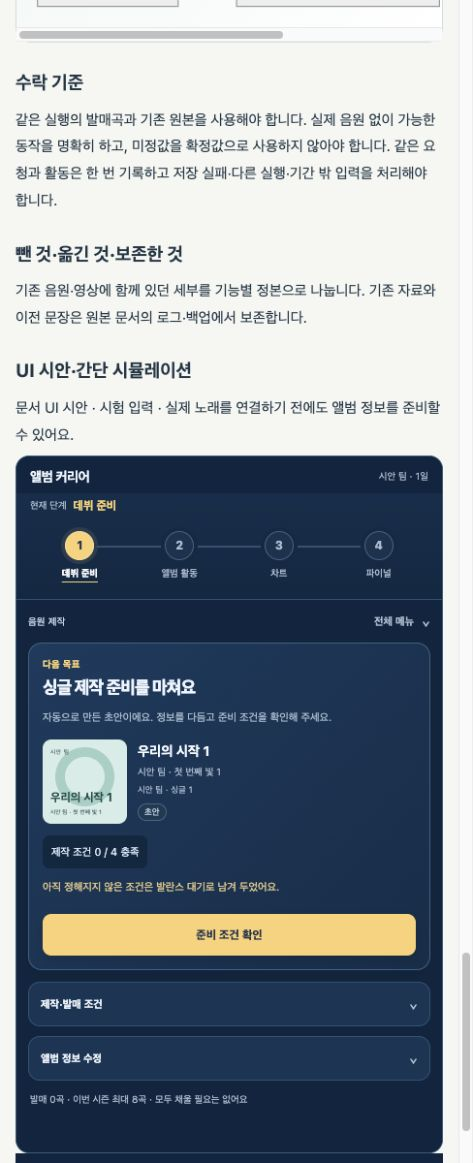 수락 기준
같은 실행의 발매곡과 기존 원본을 사용해야 합니다. 실제 음원 없이 가능한
동작을 명확히 하고, 미정값을 확정값으로 사용하지 않아야 합니다. 같은 요
청과 활동은 한 번 기록하고 저장 실패·다른 실행·기간 밖 입력을 처리해야
합니다.
뺀 것·옮긴 것·보존한 것
기존 음원·영상에 함께 있던 세부를 기능별 정본으로 나눕니다. 기존 자료와
이전 문장은 원본 문서의 로그·백업에서 보존합니다.
UI 시안·간단 시뮬레이션
문서 UI 시안 · 시험 입력 · 실제 노래를 연결하기 전에도 앨범 정보를 준비할
수 있어요.
앨범 커리어
시안 팀 · 1일
현재 단계 데뷔 준비
1 2 3 4
데뷔 준비 앨범 활동 차트 파이널
음원 제작
전체 메뉴
다음 목표
싱글 제작 준비를 마쳐요
자동으로 만든 초안이에요. 정보를 다듬고 준비 조건을 확인해 주세요.
시안 팀
우리의 시작 1
시안 팀 · 첫 번째 빛 1
우리의 시작 1
시안 팀 · 첫 번째 빛 1
시안 팀 · 싱글 1
초안
제작 조건 0 / 4 충족
아직 정해지지 않은 조건은 발란스 대기로 남겨 두었어요.
준비 조건 확인
제작·발매 조건
앨범 정보 수정
발매 0곡 · 이번 시즌 최대 8곡 · 모두 채울 필요는 없어요